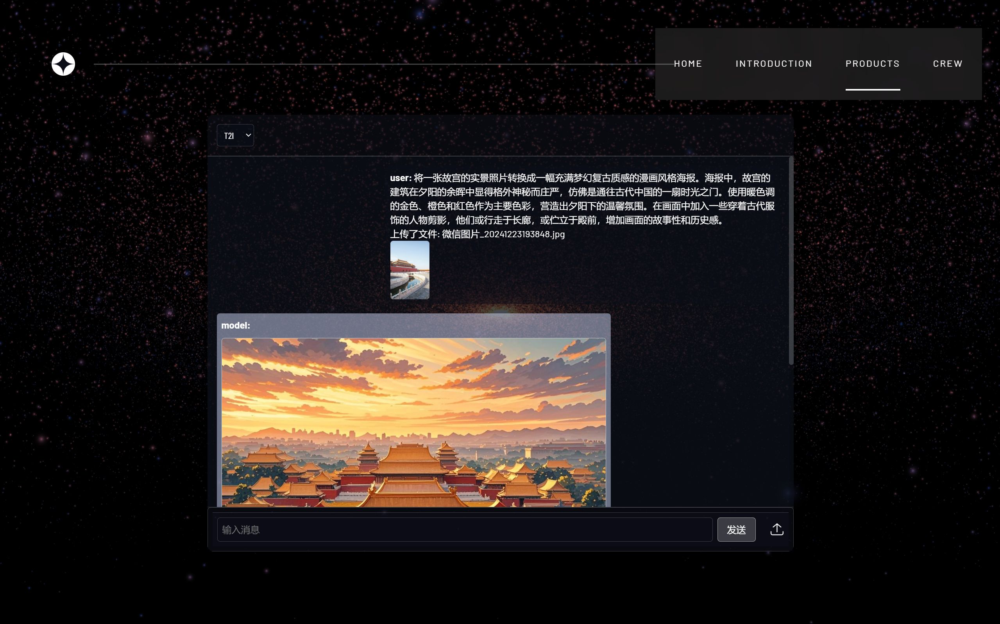 HOME
INTRODUCTION
PRODUCTS
CREW
T2I
user: 将一张故宫的实景照片转换成一幅充满梦幻复古质感的漫画风格海报。海报中，故宫的
建筑在夕阳的余晖中显得格外神秘而庄严，仿佛是通往古代中国的一扇时光之门。使用暖色调
的金色、橙色和红色作为主要色彩，营造出夕阳下的温馨氛围。在画面中加入一些穿着古代服
饰的人物剪影，他们或行走于长廊，或伫立于殿前，增加画面的故事性和历史感。
上传了文件: 微信图片_20241223193848.jpg
model:
输入消息
发送